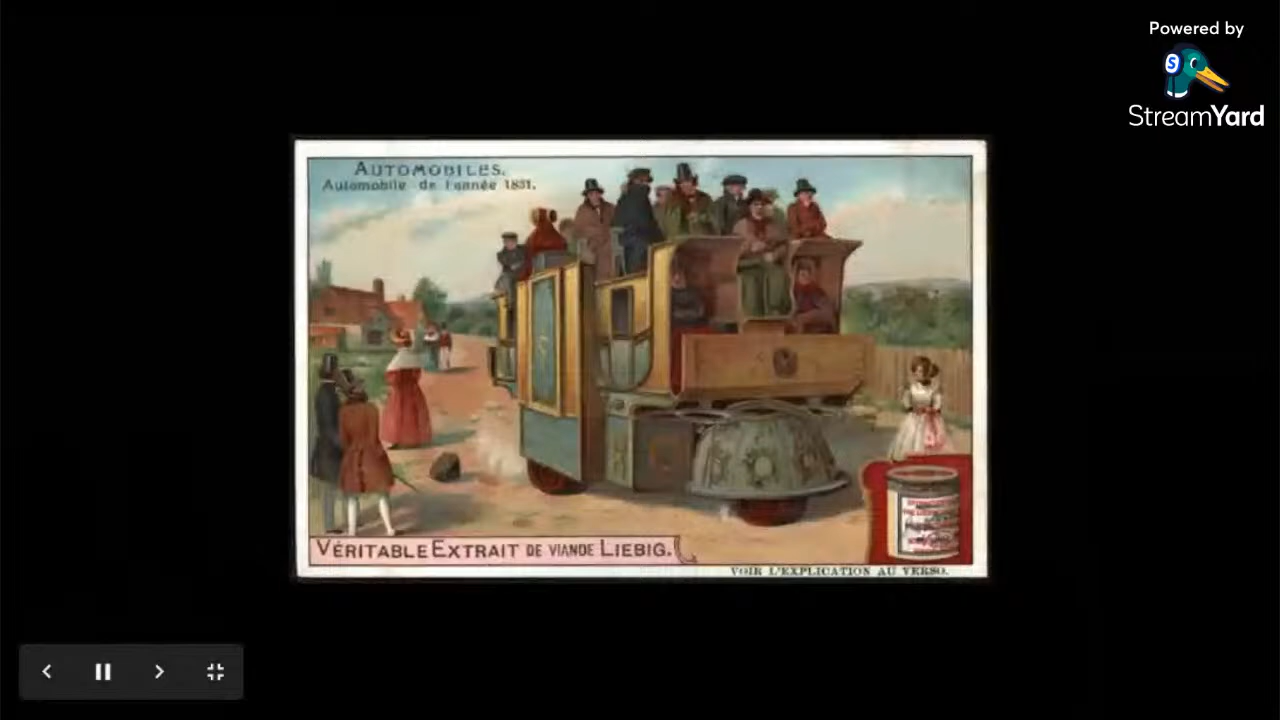 Powered by
S
StreamYard
AUTOMOBILES.
Automobile de l'année 1831.
VÉRITABLE EXTRAIT DE VIANDE LIEBIG.
VOIR L'EXPLICATION AU VERSO.